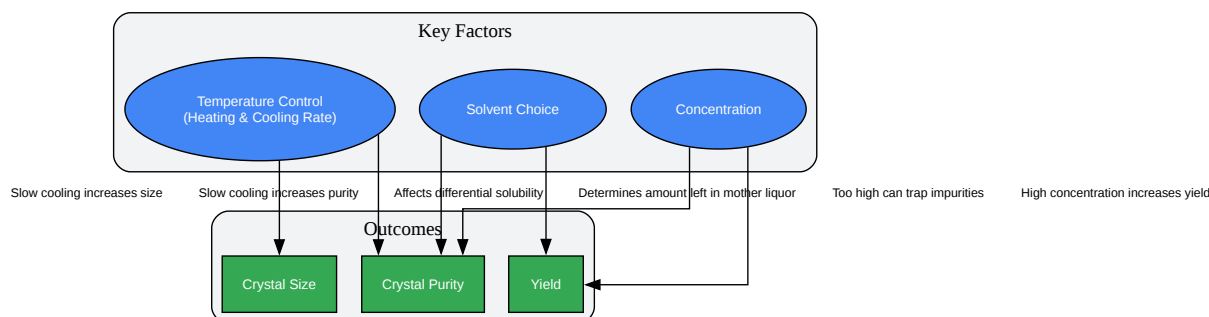 Key Factors
Temperature Control
(Heating & Cooling Rate)
Solvent Choice
Concentration
Slow cooling increases size
Slow cooling increases purity
Affects differential solubility
Determines amount left in mother liquor
Too high can trap impurities
High concentration increases yield
Outcomes
Crystal Size
Crystal Purity
Yield